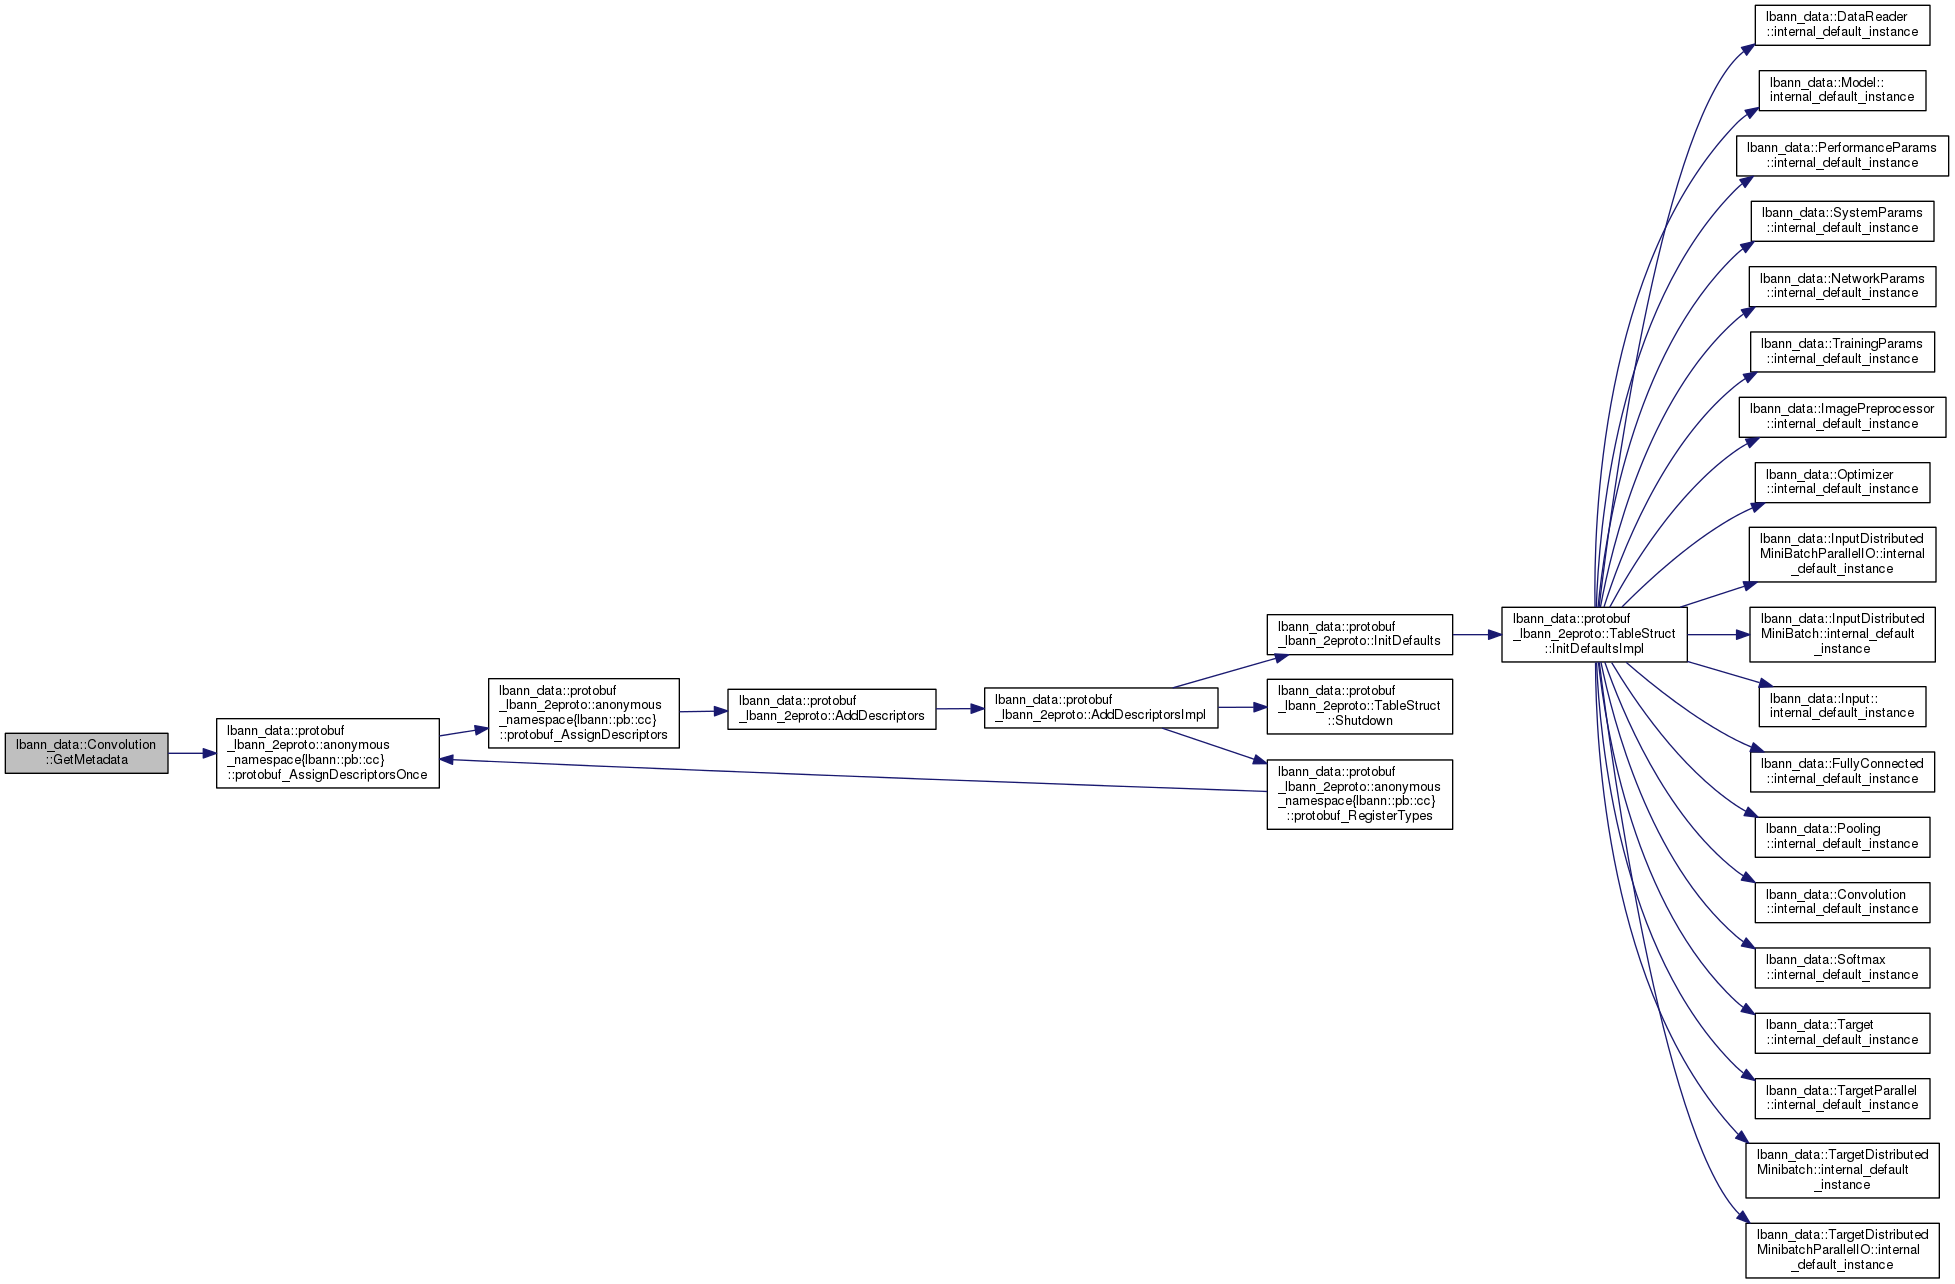 lbann_data::Convolution
::GetMetadata
lbann_data::protobuf
_lbann_2eproto::anonymous
_namespace{lbann::pb::cc}
::protobuf_AssignDescriptorsOnce
lbann_data::protobuf
_lbann_2eproto::anonymous
_namespace{lbann::pb::cc}
::protobuf_AssignDescriptors
lbann_data::protobuf
_lbann_2eproto::AddDescriptors
lbann_data::protobuf
_lbann_2eproto::AddDescriptorsImpl
lbann_data::protobuf
_lbann_2eproto::InitDefaults
lbann_data::protobuf
_lbann_2eproto::TableStruct
::Shutdown
lbann_data::protobuf
_lbann_2eproto::anonymous
_namespace{lbann::pb::cc}
::protobuf_RegisterTypes
lbann_data::protobuf
_lbann_2eproto::TableStruct
::InitDefaultsImpl
lbann_data::DataReader
::internal_default_instance
lbann_data::Model::
internal_default_instance
lbann_data::PerformanceParams
::internal_default_instance
lbann_data::SystemParams
::internal_default_instance
lbann_data::NetworkParams
::internal_default_instance
lbann_data::TrainingParams
::internal_default_instance
lbann_data::ImagePreprocessor
::internal_default_instance
lbann_data::Optimizer
::internal_default_instance
lbann_data::InputDistributed
MiniBatchParallelIO::internal
_default_instance
lbann_data::InputDistributed
MiniBatch::internal_default
_instance
lbann_data::Input::
internal_default_instance
lbann_data::FullyConnected
::internal_default_instance
lbann_data::Pooling
::internal_default_instance
lbann_data::Convolution
::internal_default_instance
lbann_data::Softmax
::internal_default_instance
lbann_data::Target
::internal_default_instance
lbann_data::TargetParallel
::internal_default_instance
lbann_data::TargetDistributed
Minibatch::internal_default
_instance
lbann_data::TargetDistributed
MinibatchParallelIO::internal
_default_instance